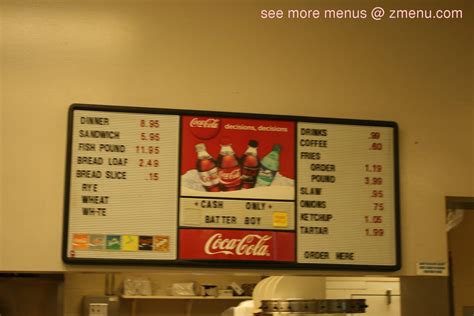 see more menus @ zmenu.com
DINNER 8.95
SANDWICH 5.95
FISH POUND 11.95
BREAD LOAF 2.49
BREAD SLICE .15
RYE
WHEAT
WH-TE
Coca-Cola decisions, decisions...
CASH ONLY
BATTER BOY
Coca-Cola
DRINKS .99
COFFEE .60
FRIES
ORDER 1.19
POUND 3.99
SLAW .95
ONIONS 75
KETCHUP 1.05
TARTAR 1.99
ORDER HERE